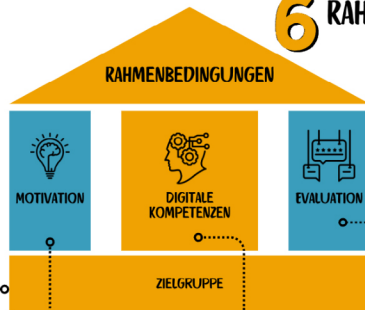 6 RAH
RAHMENBEDINGUNGEN
MOTIVATION
DIGITALE
KOMPETENZEN
EVALUATION
ZIELGRUPPE